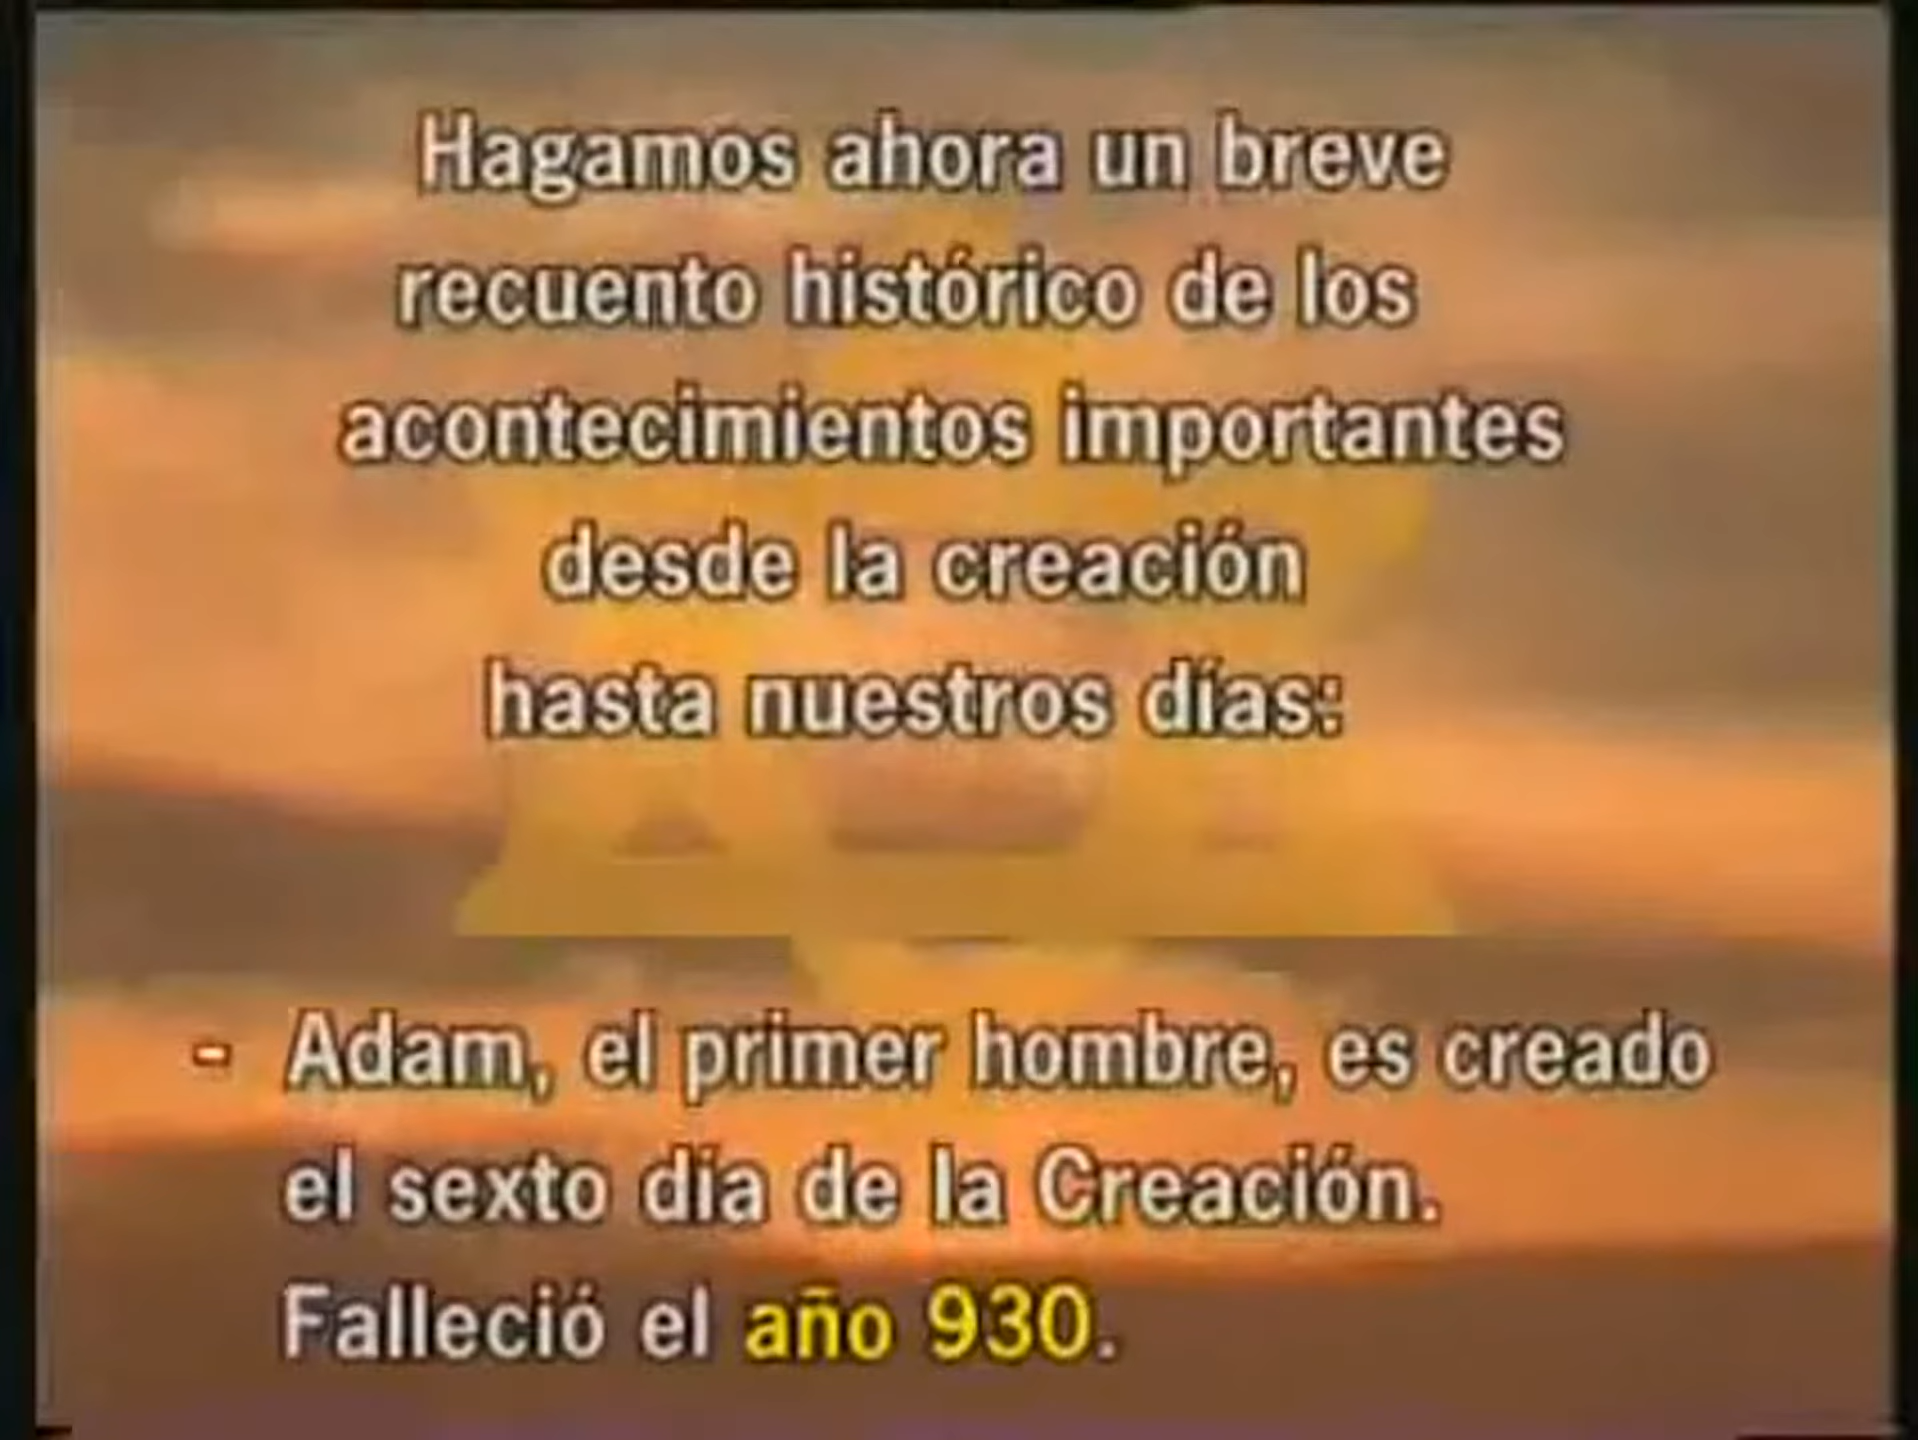 Hagamos ahora un breve
recuento histórico de los
acontecimientos importantes
desde la creación
hasta nuestros días:
- Adam, el primer hombre, es creado
el sexto día de la Creación.
Falleció el año 930.